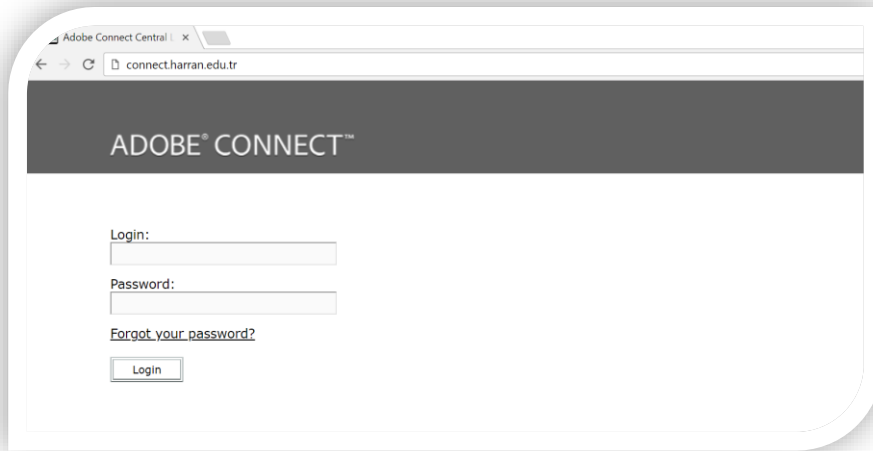 Adobe Connect Central L
connect.harran.edu.tr
ADOBE® CONNECT™
Login:
Password:
Forgot your password?
Login